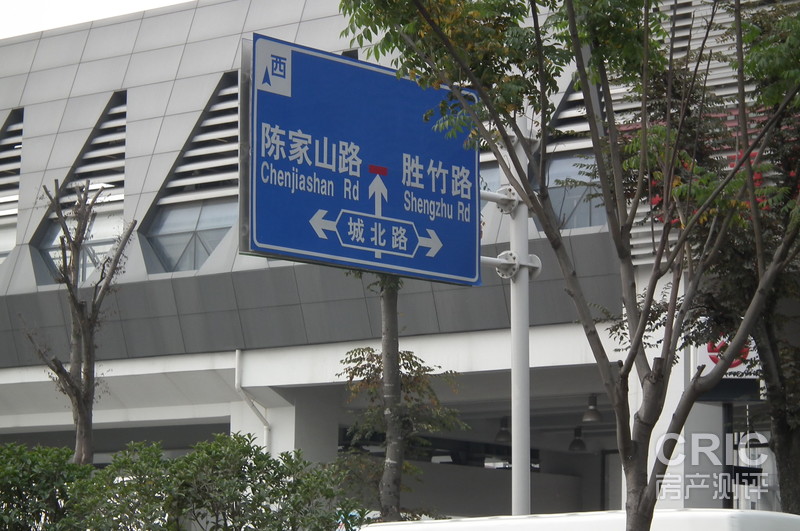 西
陈家山路
Chenjiashan Rd
胜竹路
Shengzhu Rd
城北路
CRIC
房产测评